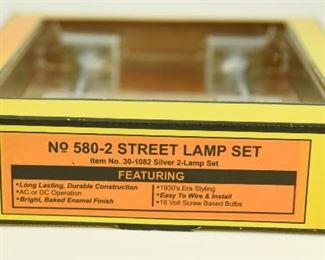 Nº 580-2 STREET LAMP SET
Item No. 30-1082 Silver 2-Lamp Set
FEATURING
•Long Lasting, Durable Construction
•AC or DC Operation
•Bright, Baked Enamel Finish
•1930's Era Styling
•Easy To Wire & Install
•16 Volt Screw Based Bulbs